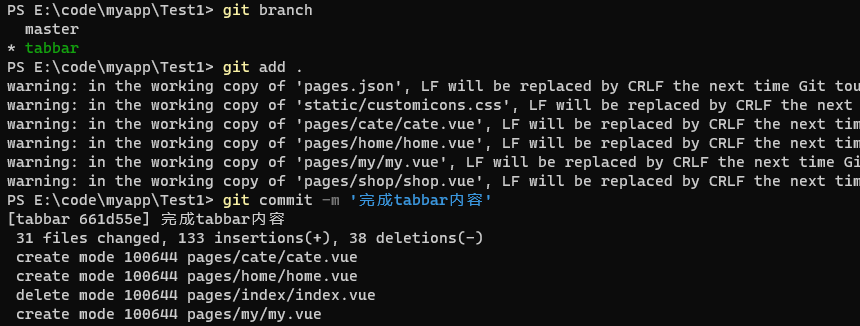 PS E:\code\myapp\Test1> git branch
master
* tabbar
PS E:\code\myapp\Test1> git add .
warning: in the working copy of 'pages.json', LF will be replaced by CRLF the next time Git tou
warning: in the working copy of 'static/customicons.css', LF will be replaced by CRLF the next
warning: in the working copy of 'pages/cate/cate.vue', LF will be replaced by CRLF the next tim
warning: in the working copy of 'pages/home/home.vue', LF will be replaced by CRLF the next tim
warning: in the working copy of 'pages/my/my.vue', LF will be replaced by CRLF the next time Gi
warning: in the working copy of 'pages/shop/shop.vue', LF will be replaced by CRLF the next tim
PS E:\code\myapp\Test1> git commit -m '完成tabbar内容'
[tabbar 661d55e] 完成tabbar内容
31 files changed, 133 insertions(+), 38 deletions(-)
create mode 100644 pages/cate/cate.vue
create mode 100644 pages/home/home.vue
delete mode 100644 pages/index/index.vue
create mode 100644 pages/my/my.vue